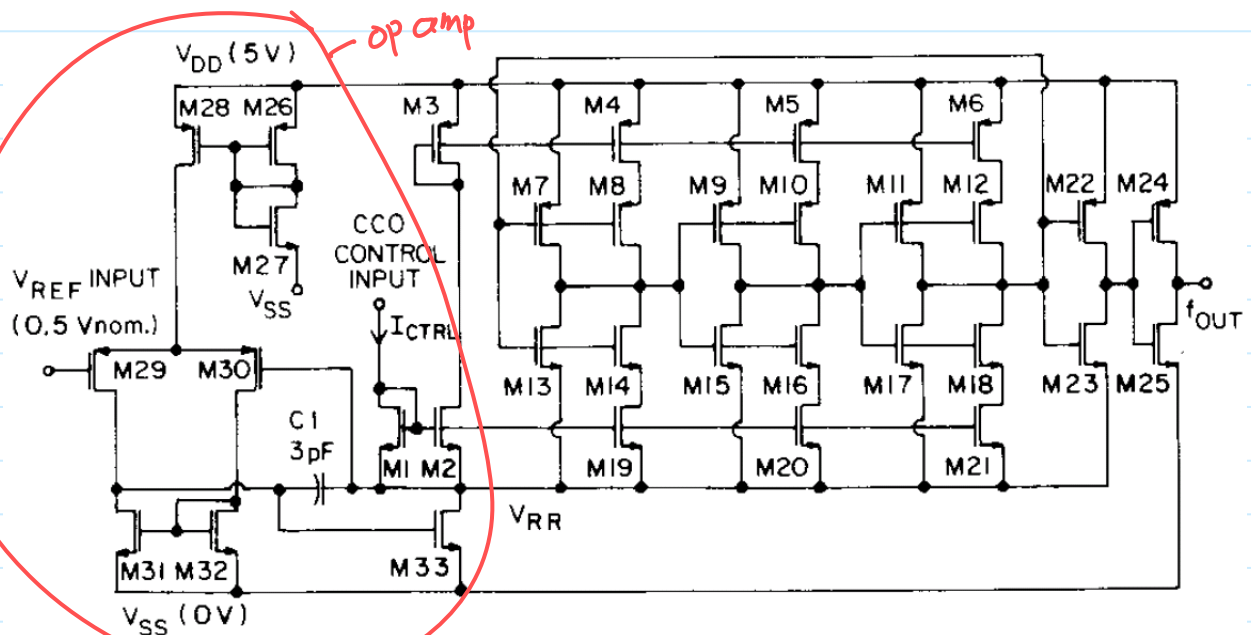 op amp
VDD (5V)
M28 M26
M3
M4
M5
M6
M7
M8
M9
M10
M11
M12
M22
M24
CCO
CONTROL
INPUT
M27
VSS
VREF INPUT
(0.5 Vnom.)
ICTRL
fOUT
M29
M30
M13
M14
M15
M16
M17
M18
M23
M25
C1
3pF
M1 M2
M19
M20
M21
VRR
M31 M32
M33
VSS (0V)